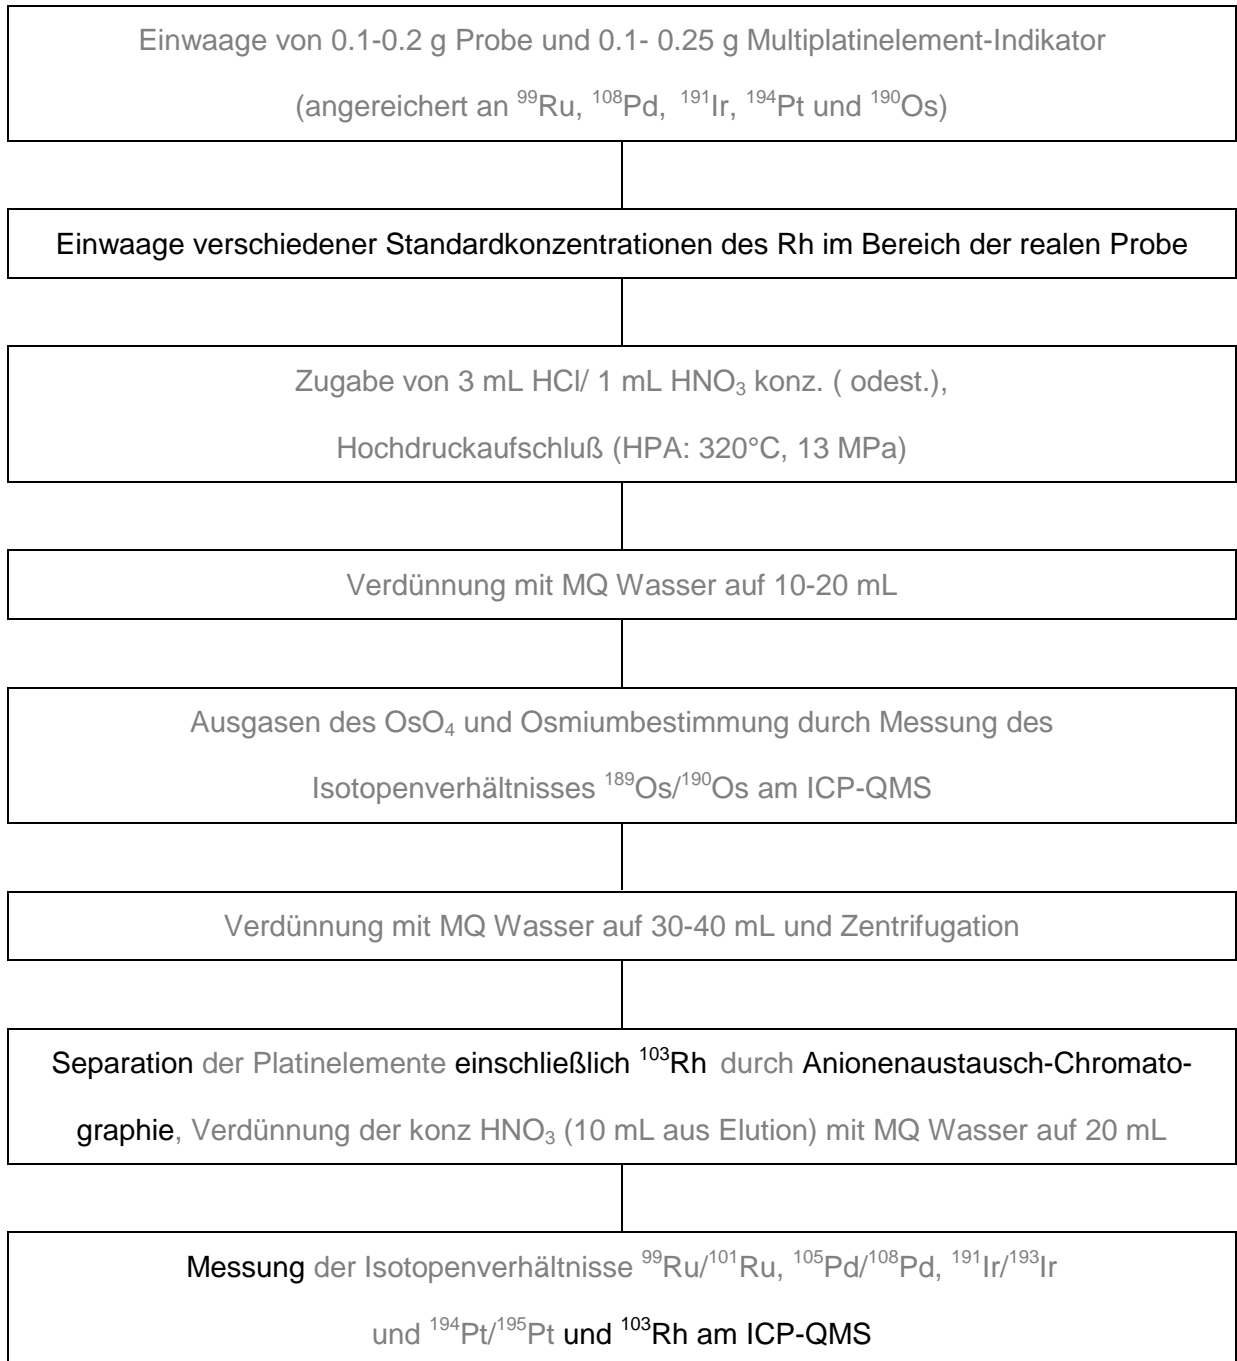 Einwaage von 0.1-0.2 g Probe und 0.1- 0.25 g Multiplatinelement-Indikator
(angereichert an ⁹⁹Ru, ¹⁰⁸Pd, ¹⁹¹Ir, ¹⁹⁴Pt und ¹⁹⁰Os)
Einwaage verschiedener Standardkonzentrationen des Rh im Bereich der realen Probe
Zugabe von 3 mL HCl/ 1 mL HNO₃ konz. ( odest.),
Hochdruckaufschluß (HPA: 320°C, 13 MPa)
Verdünnung mit MQ Wasser auf 10-20 mL
Ausgasen des OsO₄ und Osmiumbestimmung durch Messung des
Isotopenverhältnisses ¹⁸⁹Os/¹⁹⁰Os am ICP-QMS
Verdünnung mit MQ Wasser auf 30-40 mL und Zentrifugation
Separation der Platinelemente einschließlich ¹⁰³Rh durch Anionenaustausch-Chromato-
graphie, Verdünnung der konz HNO₃ (10 mL aus Elution) mit MQ Wasser auf 20 mL
Messung der Isotopenverhältnisse ⁹⁹Ru/¹⁰¹Ru, ¹⁰⁵Pd/¹⁰⁸Pd, ¹⁹¹Ir/¹⁹³Ir
und ¹⁹⁴Pt/¹⁹⁵Pt und ¹⁰³Rh am ICP-QMS